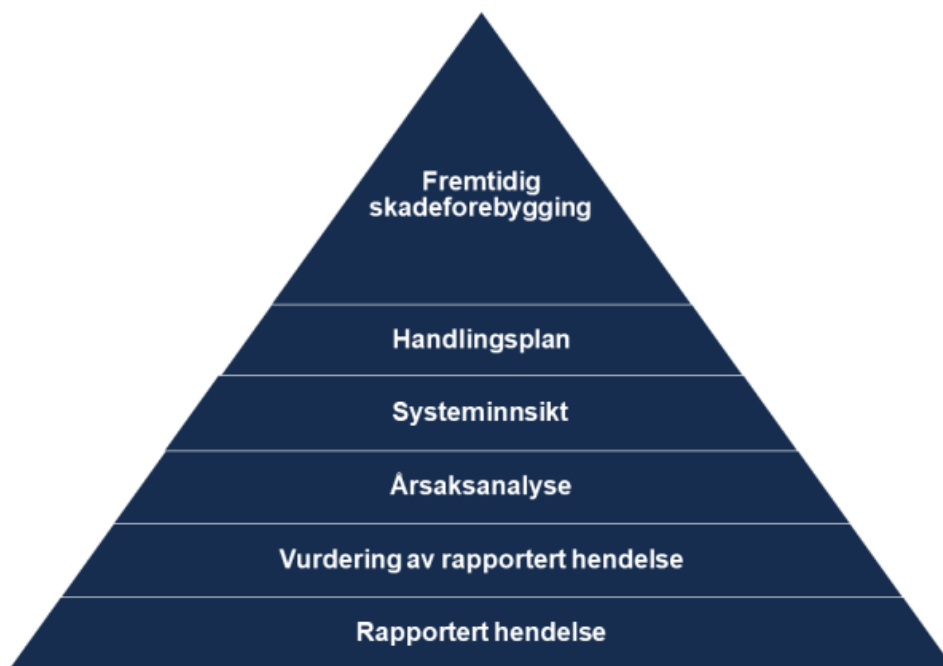 Fremtidig
skadeforebygging
Handlingsplan
Systeminnsikt
Årsaksanalyse
Vurdering av rapportert hendelse
Rapportert hendelse